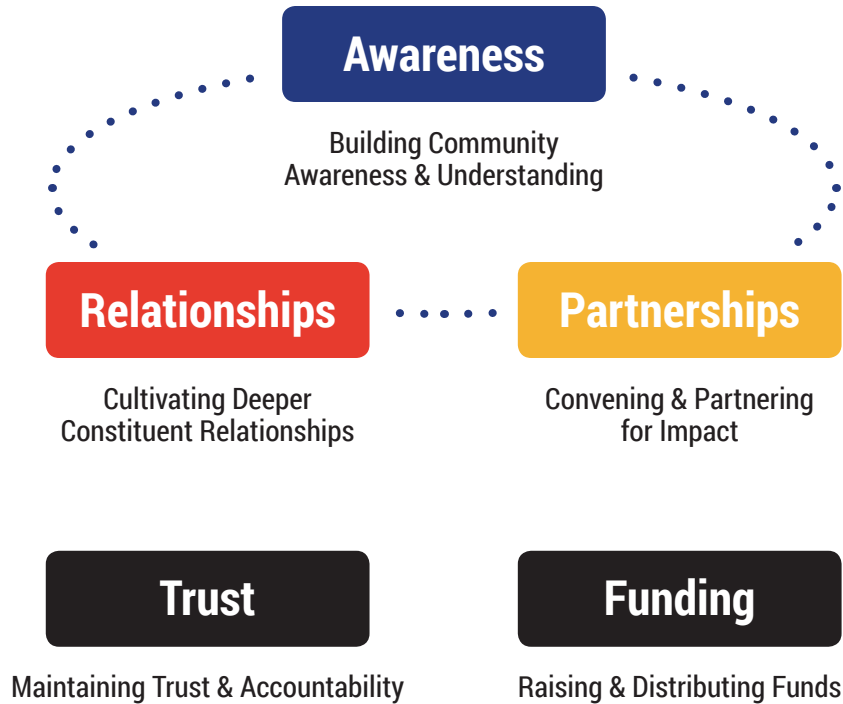 Awareness
Building Community
Awareness & Understanding
Relationships
Partnerships
Cultivating Deeper
Constituent Relationships
Convening & Partnering
for Impact
Trust
Funding
Maintaining Trust & Accountability
Raising & Distributing Funds